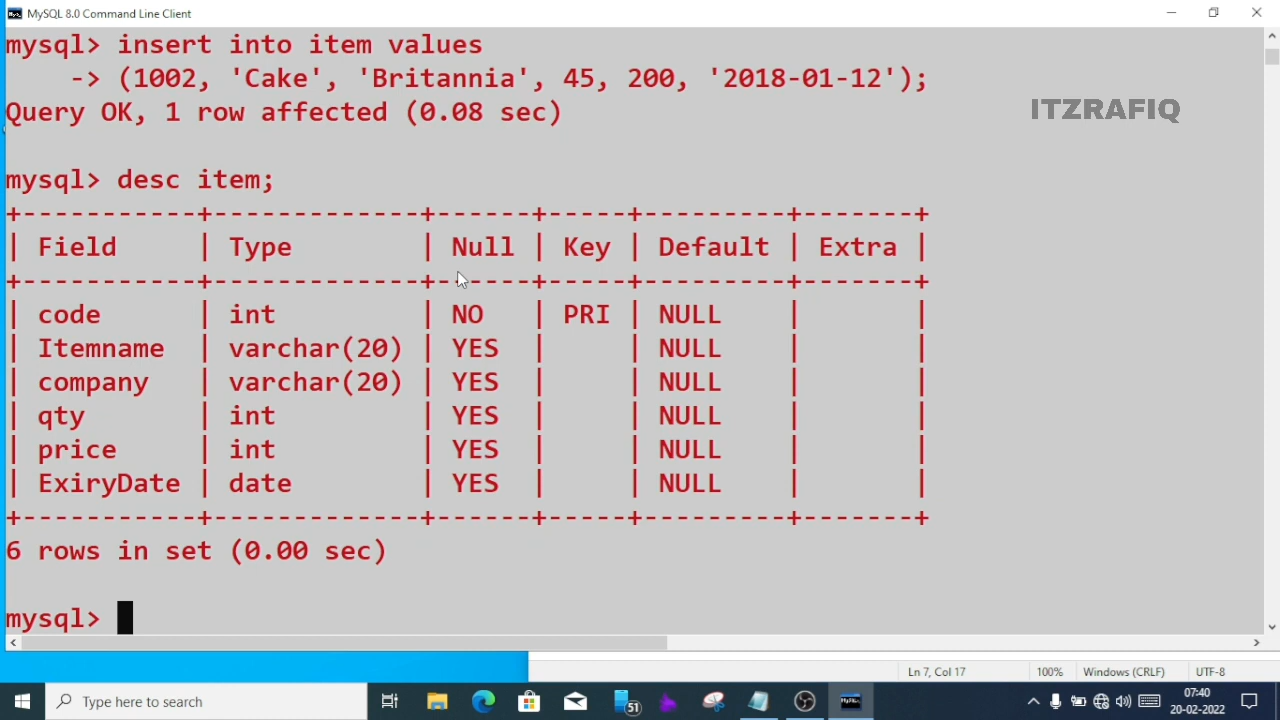 MySQL 8.0 Command Line Client
mysql> insert into item values
    -> (1002, 'Cake', 'Britannia', 45, 200, '2018-01-12');
Query OK, 1 row affected (0.08 sec)
ITZRAFIQ
mysql> desc item;
+-----------+-------------+------+-----+---------+-------+
| Field     | Type        | Null | Key | Default | Extra |
+-----------+-------------+------+-----+---------+-------+
| code      | int         | NO   | PRI | NULL    |       |
| Itemname  | varchar(20) | YES  |     | NULL    |       |
| company   | varchar(20) | YES  |     | NULL    |       |
| qty       | int         | YES  |     | NULL    |       |
| price     | int         | YES  |     | NULL    |       |
| ExiryDate | date        | YES  |     | NULL    |       |
+-----------+-------------+------+-----+---------+-------+
6 rows in set (0.00 sec)
mysql>
Ln 7, Col 17 100% Windows (CRLF) UTF-8
Type here to search 51 07:40
20-02-2022